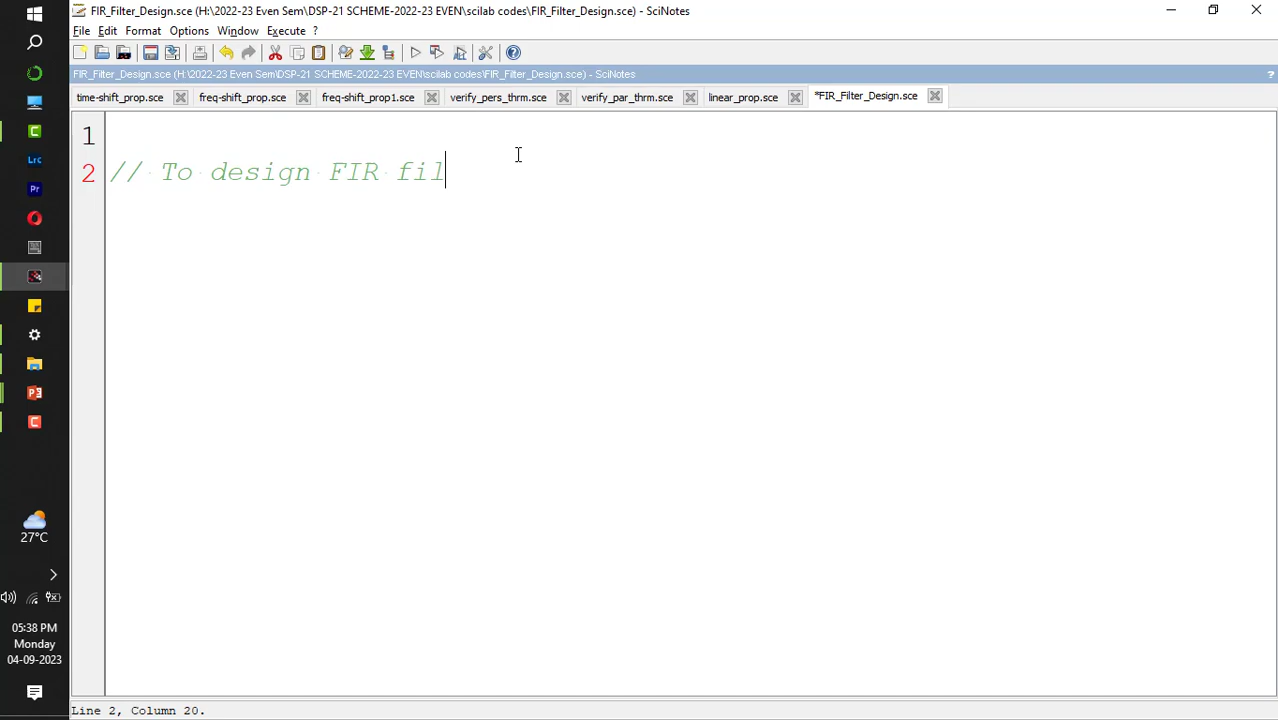 FIR_Filter_Design.sce (H:\2022-23 Even Sem\DSP-21 SCHEME-2022-23 EVEN\scilab codes\FIR_Filter_Design.sce) - SciNotes
File Edit Format Options Window Execute ?
FIR_Filter_Design.sce (H:\2022-23 Even Sem\DSP-21 SCHEME-2022-23 EVEN\scilab codes\FIR_Filter_Design.sce) - SciNotes
?
time-shift_prop.sce freq-shift_prop.sce freq-shift_prop1.sce verify_pers_thrm.sce verify_par_thrm.sce linear_prop.sce *FIR_Filter_Design.sce
1
2 // To design FIR fil
Lrc
Pr
27°C
05:38 PM
Monday
04-09-2023
Line 2, Column 20.